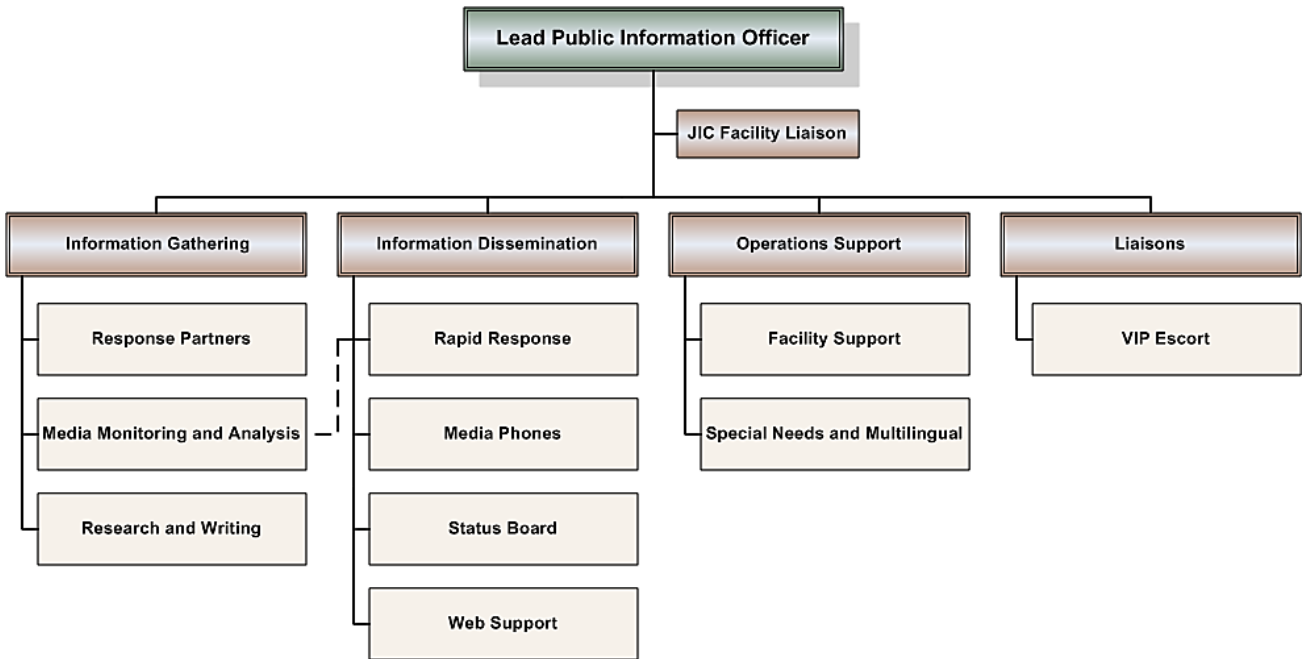 Lead Public Information Officer
JIC Facility Liaison
Information Gathering
Information Dissemination
Operations Support
Liaisons
Response Partners
Rapid Response
Facility Support
VIP Escort
Media Monitoring and Analysis
Media Phones
Special Needs and Multilingual
Research and Writing
Status Board
Web Support